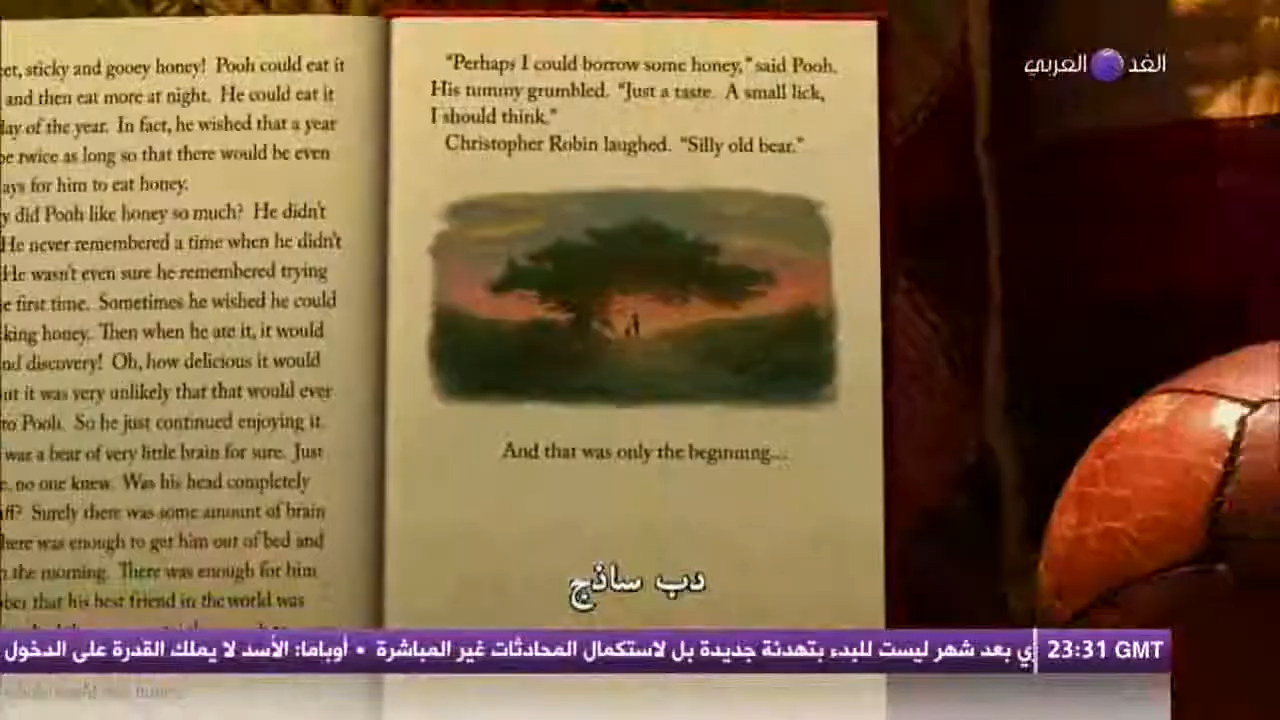 eet, sticky and gooey honey! Pooh could eat it
and then eat more at night. He could eat it
day of the year. In fact, he wished that a year
be twice as long so that there would be even
ays for him to eat honey.
y did Pooh like honey so much? He didn't
He never remembered a time when he didn't
He wasn't even sure he remembered trying
e first time. Sometimes he wished he could
king honey. Then when he ate it, it would
nd discovery! Oh, how delicious it would
ut it was very unlikely that that would ever
to Pooh. So he just continued enjoying it.
was a bear of very little brain for sure. Just
e, no one knew. Was his head completely
ff? Surely there was some amount of brain
here was enough to get him out of bed and
n the morning. There was enough for him
ber that his best friend in the world was
"Perhaps I could borrow some honey," said Pooh.
His tummy grumbled. "Just a taste. A small lick,
I should think."
Christopher Robin laughed. "Silly old bear."
And that was only the beginning...
الغد العربي
دب ساذج
23:31 GMT
ي بعد شهر ليست للبدء بتهدئة جديدة بل لاستكمال المحادثات غير المباشرة • أوباما: الأسد لا يملك القدرة على الدخول